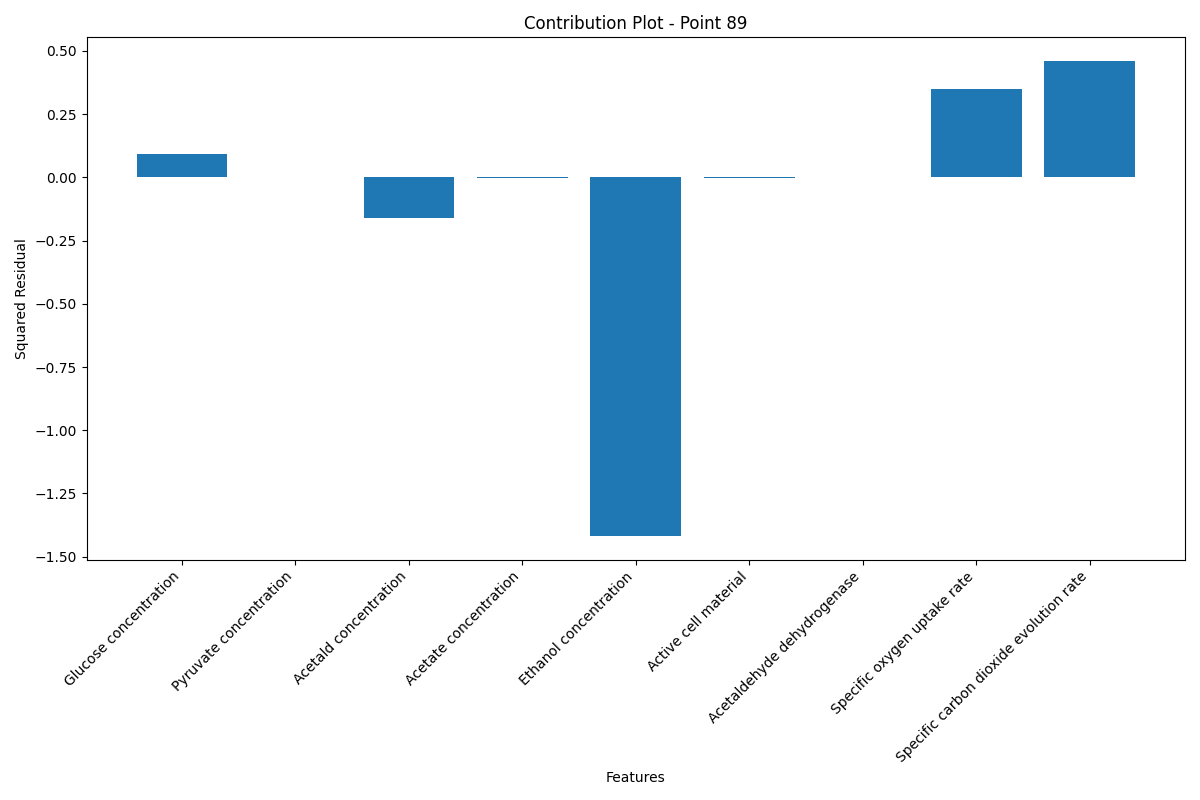 Contribution Plot - Point 89
Squared Residual
0.50
0.25
0.00
−0.25
−0.50
−0.75
−1.00
−1.25
−1.50
Glucose concentration
Pyruvate concentration
Acetald concentration
Acetate concentration
Ethanol concentration
Active cell material
Acetaldehyde dehydrogenase
Specific oxygen uptake rate
Specific carbon dioxide evolution rate
Features